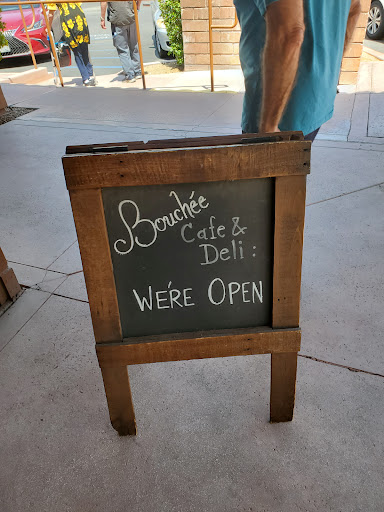 Bouchée
Cafe &
Deli :
WE'RE OPEN